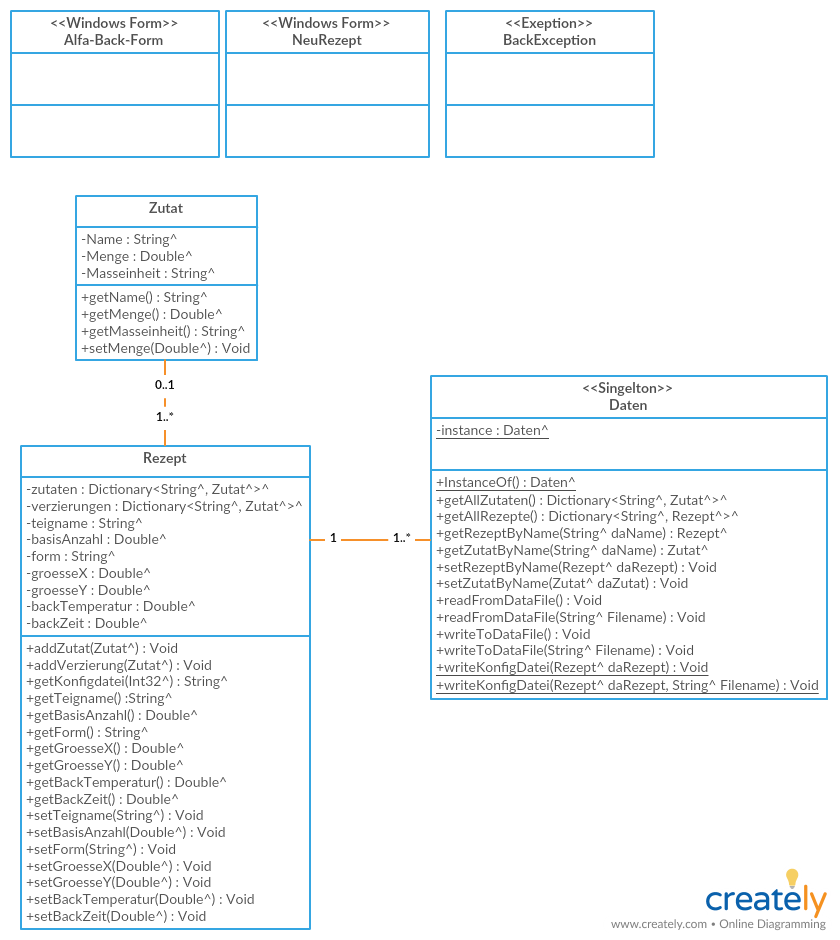 <<Windows Form>>
Alfa-Back-Form
<<Windows Form>>
NeuRezept
<<Exeption>>
BackException
Zutat
-Name : String^
-Menge : Double^
-Masseinheit : String^
+getName() : String^
+getMenge() : Double^
+getMasseinheit() : String^
+setMenge(Double^) : Void
0..1
1..*
Rezept
-zutaten : Dictionary<String^, Zutat^>^
-verzierungen : Dictionary<String^, Zutat^>^
-teigname : String^
-basisAnzahl : Double^
-form : String^
-groesseX : Double^
-groesseY : Double^
-backTemperatur : Double^
-backZeit : Double^
+addZutat(Zutat^) : Void
+addVerzierung(Zutat^) : Void
+getKonfigdatei(Int32^) : String^
+getTeigname() :String^
+getBasisAnzahl() : Double^
+getForm() : String^
+getGroesseX() : Double^
+getGroesseY() : Double^
+getBackTemperatur() : Double^
+getBackZeit() : Double^
+setTeigname(String^) : Void
+setBasisAnzahl(Double^) : Void
+setForm(String^) : Void
+setGroesseX(Double^) : Void
+setGroesseY(Double^) : Void
+setBackTemperatur(Double^) : Void
+setBackZeit(Double^) : Void
1
1..*
<<Singelton>>
Daten
-instance : Daten^
+InstanceOf() : Daten^
+getAllZutaten() : Dictionary<String^, Zutat^>^
+getAllRezepte() : Dictionary<String^, Rezept^>^
+getRezeptByName(String^ daName) : Rezept^
+getZutatByName(String^ daName) : Zutat^
+setRezeptByName(Rezept^ daRezept) : Void
+setZutatByName(Zutat^ daZutat) : Void
+readFromDataFile() : Void
+readFromDataFile(String^ Filename) : Void
+writeToDataFile() : Void
+writeToDataFile(String^ Filename) : Void
+writeKonfigDatei(Rezept^ daRezept) : Void
+writeKonfigDatei(Rezept^ daRezept, String^ Filename) : Void
creately
www.creately.com • Online Diagramming